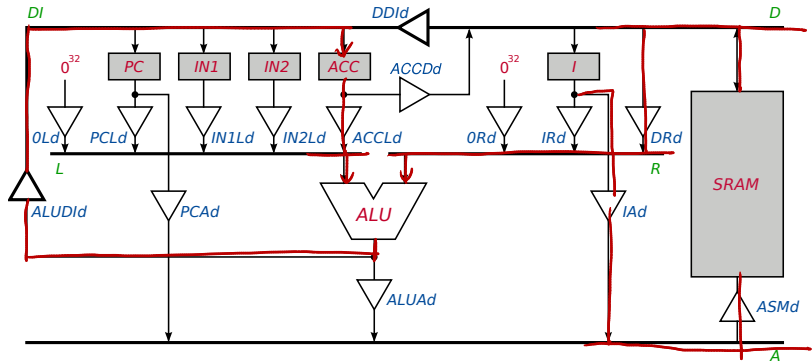 DI DDId D
0³² PC IN1 IN2 ACC ACCDd 0³² I
0Ld PCLd IN1Ld IN2Ld ACCLd 0Rd IRd DRd
L R
SRAM
ALUDId PCAd ALU IAd
ALUAd ASMd
A